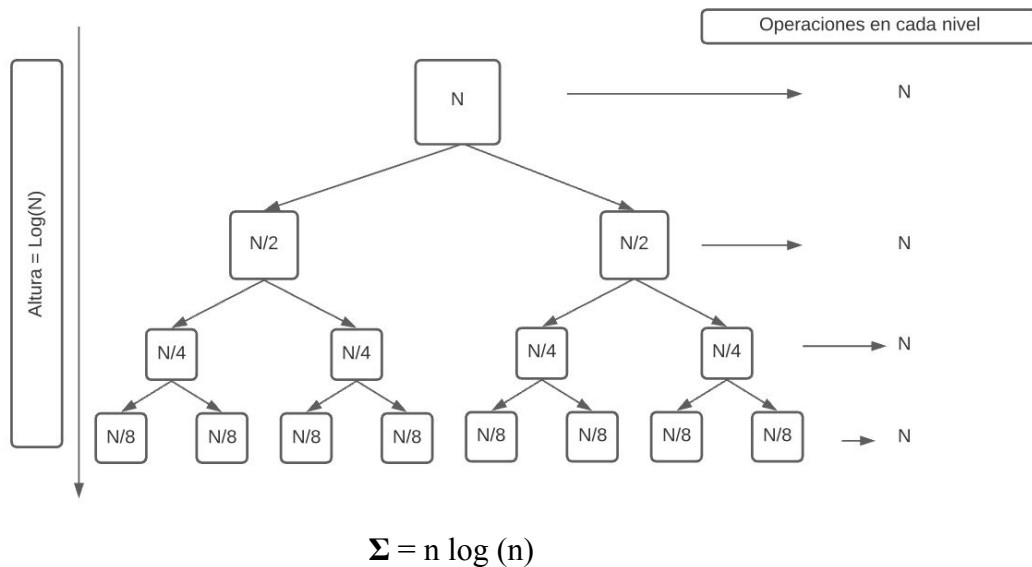 Operaciones en cada nivel
Altura = Log(N)
N
N
N/2
N/2
N
N/4
N/4
N/4
N/4
N
N/8
N/8
N/8
N/8
N/8
N/8
N/8
N/8
N
Σ = n log (n)